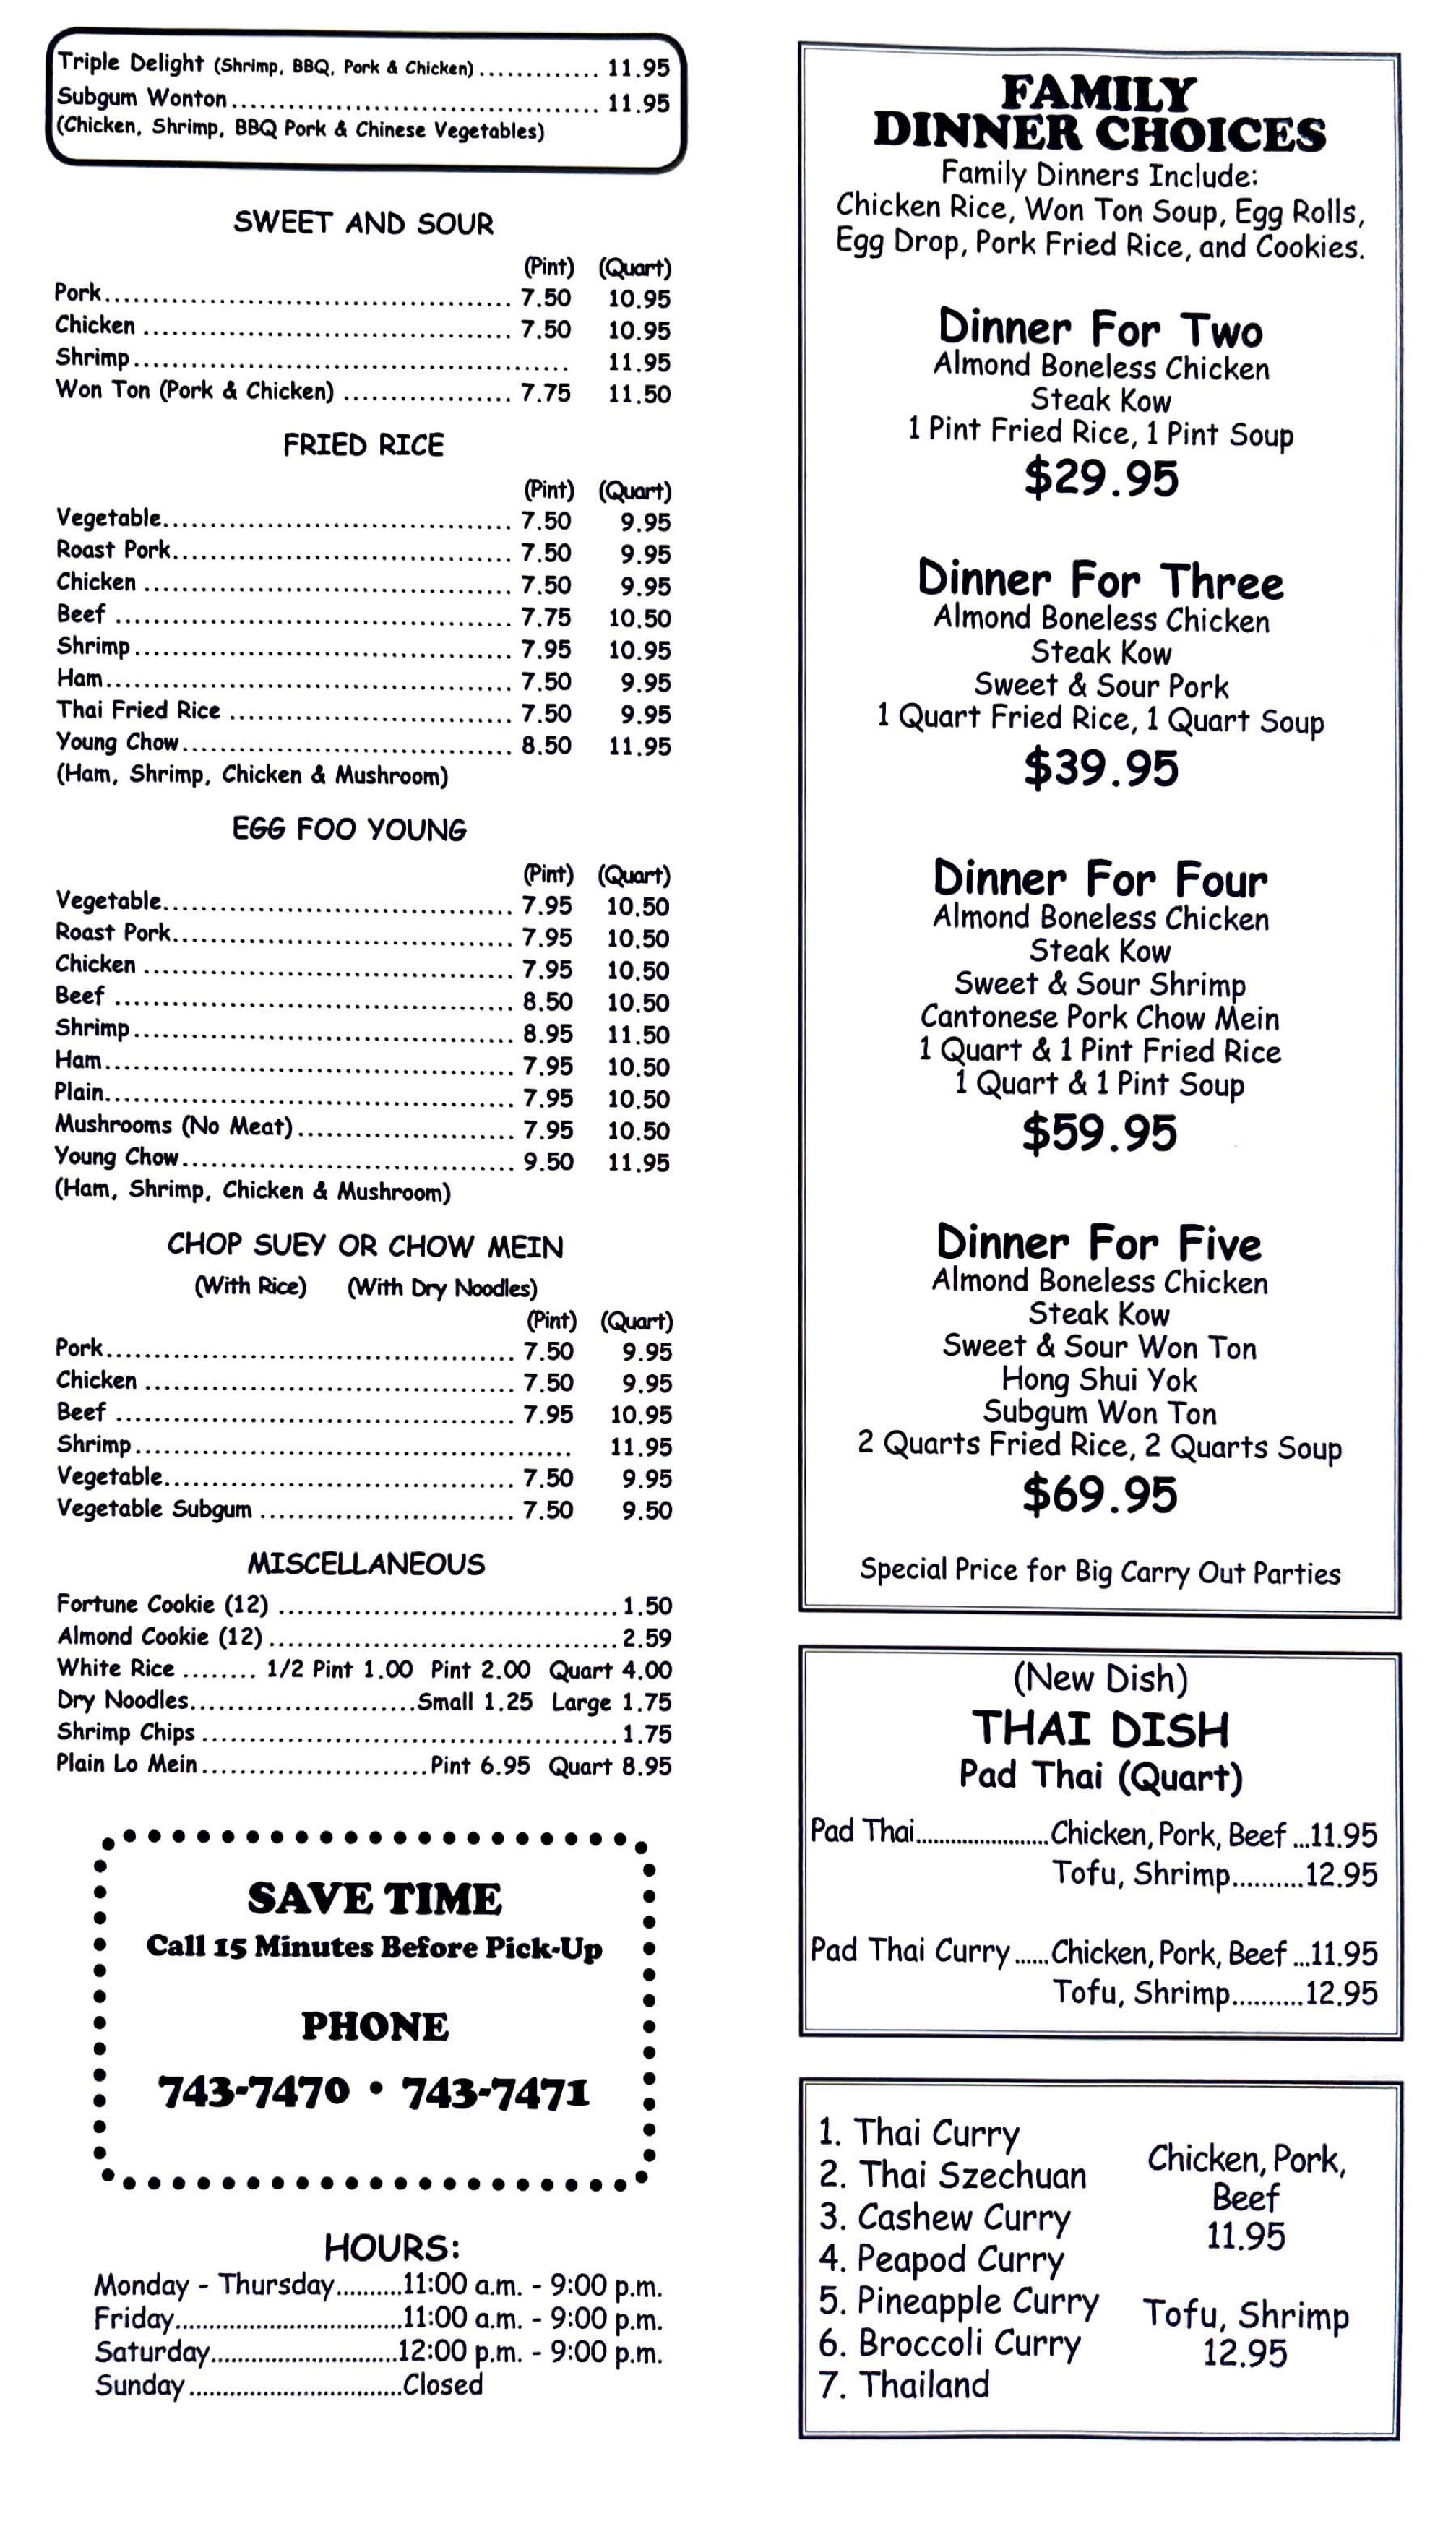 Triple Delight (Shrimp, BBQ, Pork & Chicken)............. 11.95
Subgum Wonton...................................... 11.95
(Chicken, Shrimp, BBQ Pork & Chinese Vegetables)
SWEET AND SOUR
(Pint) (Quart)
Pork.......................................... 7.50 10.95
Chicken ...................................... 7.50 10.95
Shrimp............................................. 11.95
Won Ton (Pork & Chicken) .................. 7.75 11.50
FRIED RICE
(Pint) (Quart)
Vegetable.................................... 7.50 9.95
Roast Pork................................... 7.50 9.95
Chicken ...................................... 7.50 9.95
Beef ......................................... 7.75 10.50
Shrimp....................................... 7.95 10.95
Ham.......................................... 7.50 9.95
Thai Fried Rice ............................. 7.50 9.95
Young Chow.................................. 8.50 11.95
(Ham, Shrimp, Chicken & Mushroom)
EGG FOO YOUNG
(Pint) (Quart)
Vegetable.................................... 7.95 10.50
Roast Pork................................... 7.95 10.50
Chicken ...................................... 7.95 10.50
Beef ......................................... 8.50 10.50
Shrimp....................................... 8.95 11.50
Ham.......................................... 7.95 10.50
Plain.......................................... 7.95 10.50
Mushrooms (No Meat)....................... 7.95 10.50
Young Chow.................................. 9.50 11.95
(Ham, Shrimp, Chicken & Mushroom)
CHOP SUEY OR CHOW MEIN
(With Rice) (With Dry Noodles)
(Pint) (Quart)
Pork.......................................... 7.50 9.95
Chicken ...................................... 7.50 9.95
Beef ......................................... 7.95 10.95
Shrimp............................................. 11.95
Vegetable.................................... 7.50 9.95
Vegetable Subgum .......................... 7.50 9.50
MISCELLANEOUS
Fortune Cookie (12) ....................................1.50
Almond Cookie (12).....................................2.59
White Rice ........ 1/2 Pint 1.00 Pint 2.00 Quart 4.00
Dry Noodles........................Small 1.25 Large 1.75
Shrimp Chips ............................................1.75
Plain Lo Mein........................Pint 6.95 Quart 8.95
SAVE TIME
Call 15 Minutes Before Pick-Up
PHONE
743-7470 • 743-7471
HOURS:
Monday - Thursday..........11:00 a.m. - 9:00 p.m.
Friday.................................11:00 a.m. - 9:00 p.m.
Saturday...........................12:00 p.m. - 9:00 p.m.
Sunday...............................Closed
FAMILY
DINNER CHOICES
Family Dinners Include:
Chicken Rice, Won Ton Soup, Egg Rolls,
Egg Drop, Pork Fried Rice, and Cookies.
Dinner For Two
Almond Boneless Chicken
Steak Kow
1 Pint Fried Rice, 1 Pint Soup
$29.95
Dinner For Three
Almond Boneless Chicken
Steak Kow
Sweet & Sour Pork
1 Quart Fried Rice, 1 Quart Soup
$39.95
Dinner For Four
Almond Boneless Chicken
Steak Kow
Sweet & Sour Shrimp
Cantonese Pork Chow Mein
1 Quart & 1 Pint Fried Rice
1 Quart & 1 Pint Soup
$59.95
Dinner For Five
Almond Boneless Chicken
Steak Kow
Sweet & Sour Won Ton
Hong Shui Yok
Subgum Won Ton
2 Quarts Fried Rice, 2 Quarts Soup
$69.95
Special Price for Big Carry Out Parties
(New Dish)
THAI DISH
Pad Thai (Quart)
Pad Thai.......................Chicken, Pork, Beef ...11.95
Tofu, Shrimp..........12.95
Pad Thai Curry......Chicken, Pork, Beef ...11.95
Tofu, Shrimp..........12.95
1. Thai Curry
2. Thai Szechuan
3. Cashew Curry
4. Peapod Curry
5. Pineapple Curry
6. Broccoli Curry
7. Thailand
Chicken, Pork,
Beef
11.95
Tofu, Shrimp
12.95